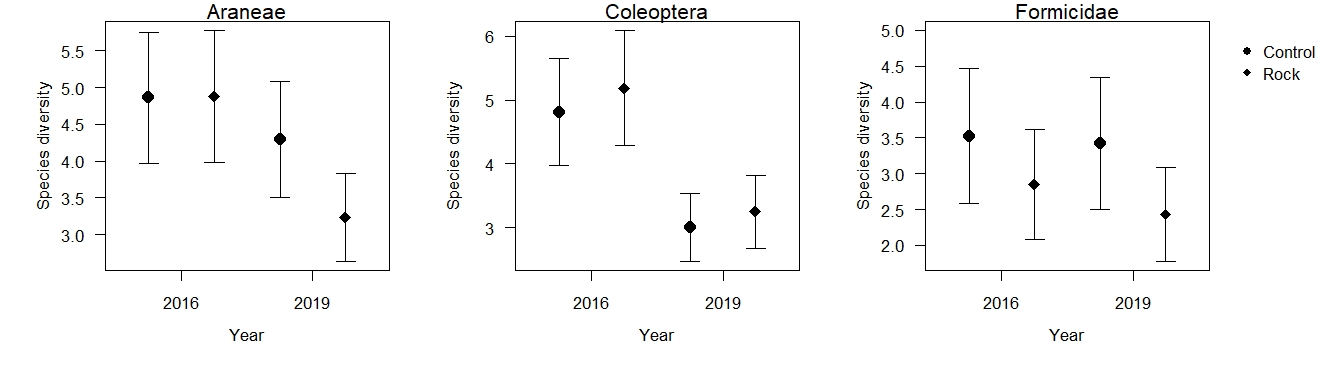 Araneae
Species diversity
5.5
5.0
4.5
4.0
3.5
3.0
2016 2019
Year
Coleoptera
Species diversity
6
5
4
3
2016 2019
Year
Formicidae
Species diversity
5.0
4.5
4.0
3.5
3.0
2.5
2.0
2016 2019
Year
Control
Rock